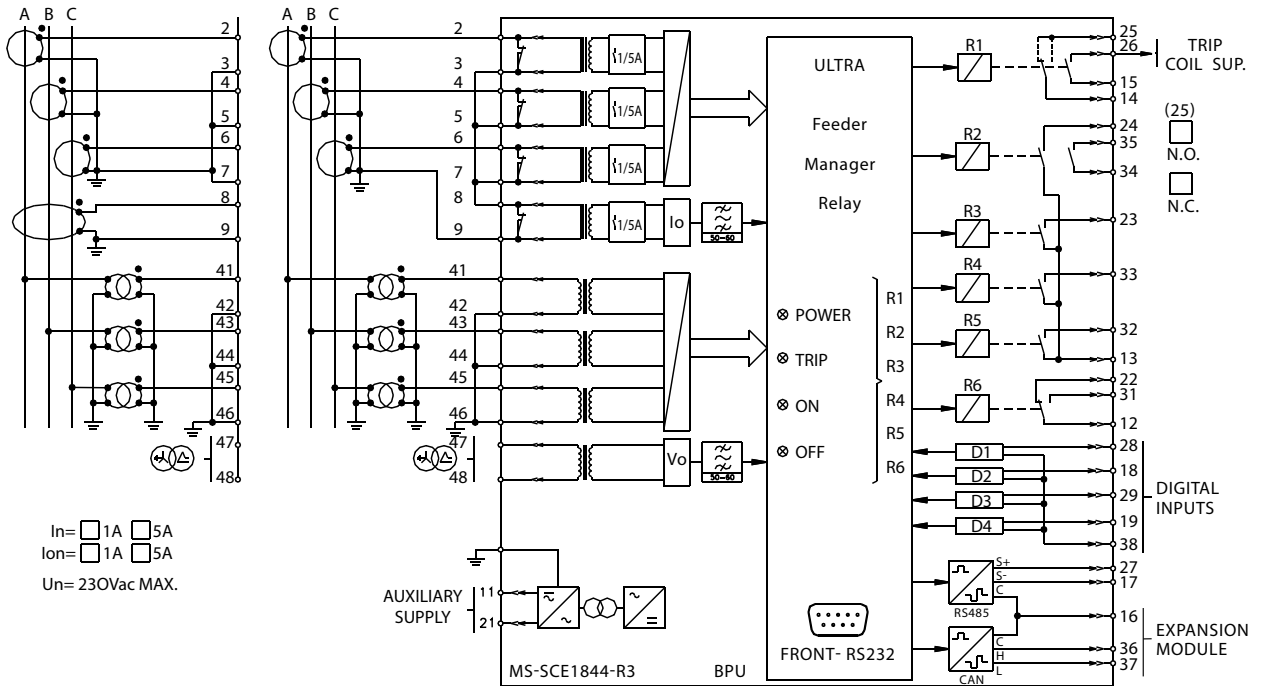 A B C
2
3
4
5
6
7
8
9
41
42
43
44
45
46
47
48
In= 1A 5A
Ion= 1A 5A
Un= 230Vac MAX.
A B C
2
3
4
5
6
7
8
9
41
42
43
44
45
46
47
48
1/5A
1/5A
1/5A
1/5A
Io
50-60
Vo
50-60
AUXILIARY
SUPPLY
11
21
MS-SCE1844-R3
BPU
ULTRA
Feeder
Manager
Relay
POWER
TRIP
ON
OFF
R1
R2
R3
R4
R5
R6
FRONT- RS232
R1
R2
R3
R4
R5
R6
D1
D2
D3
D4
S+
S-
C
RS485
C
H
L
CAN
25
26
15
14
24
35
34
23
33
32
13
22
31
12
28
18
29
19
38
27
17
16
36
37
TRIP
COIL SUP.
(25)
N.O.
N.C.
DIGITAL
INPUTS
EXPANSION
MODULE